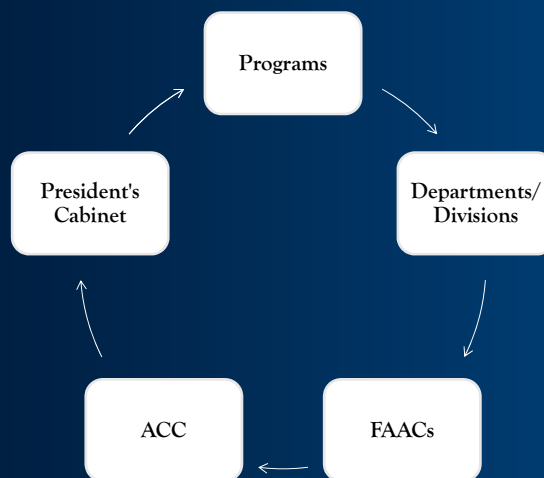 Programs
Departments/
Divisions
FAACs
ACC
President's
Cabinet